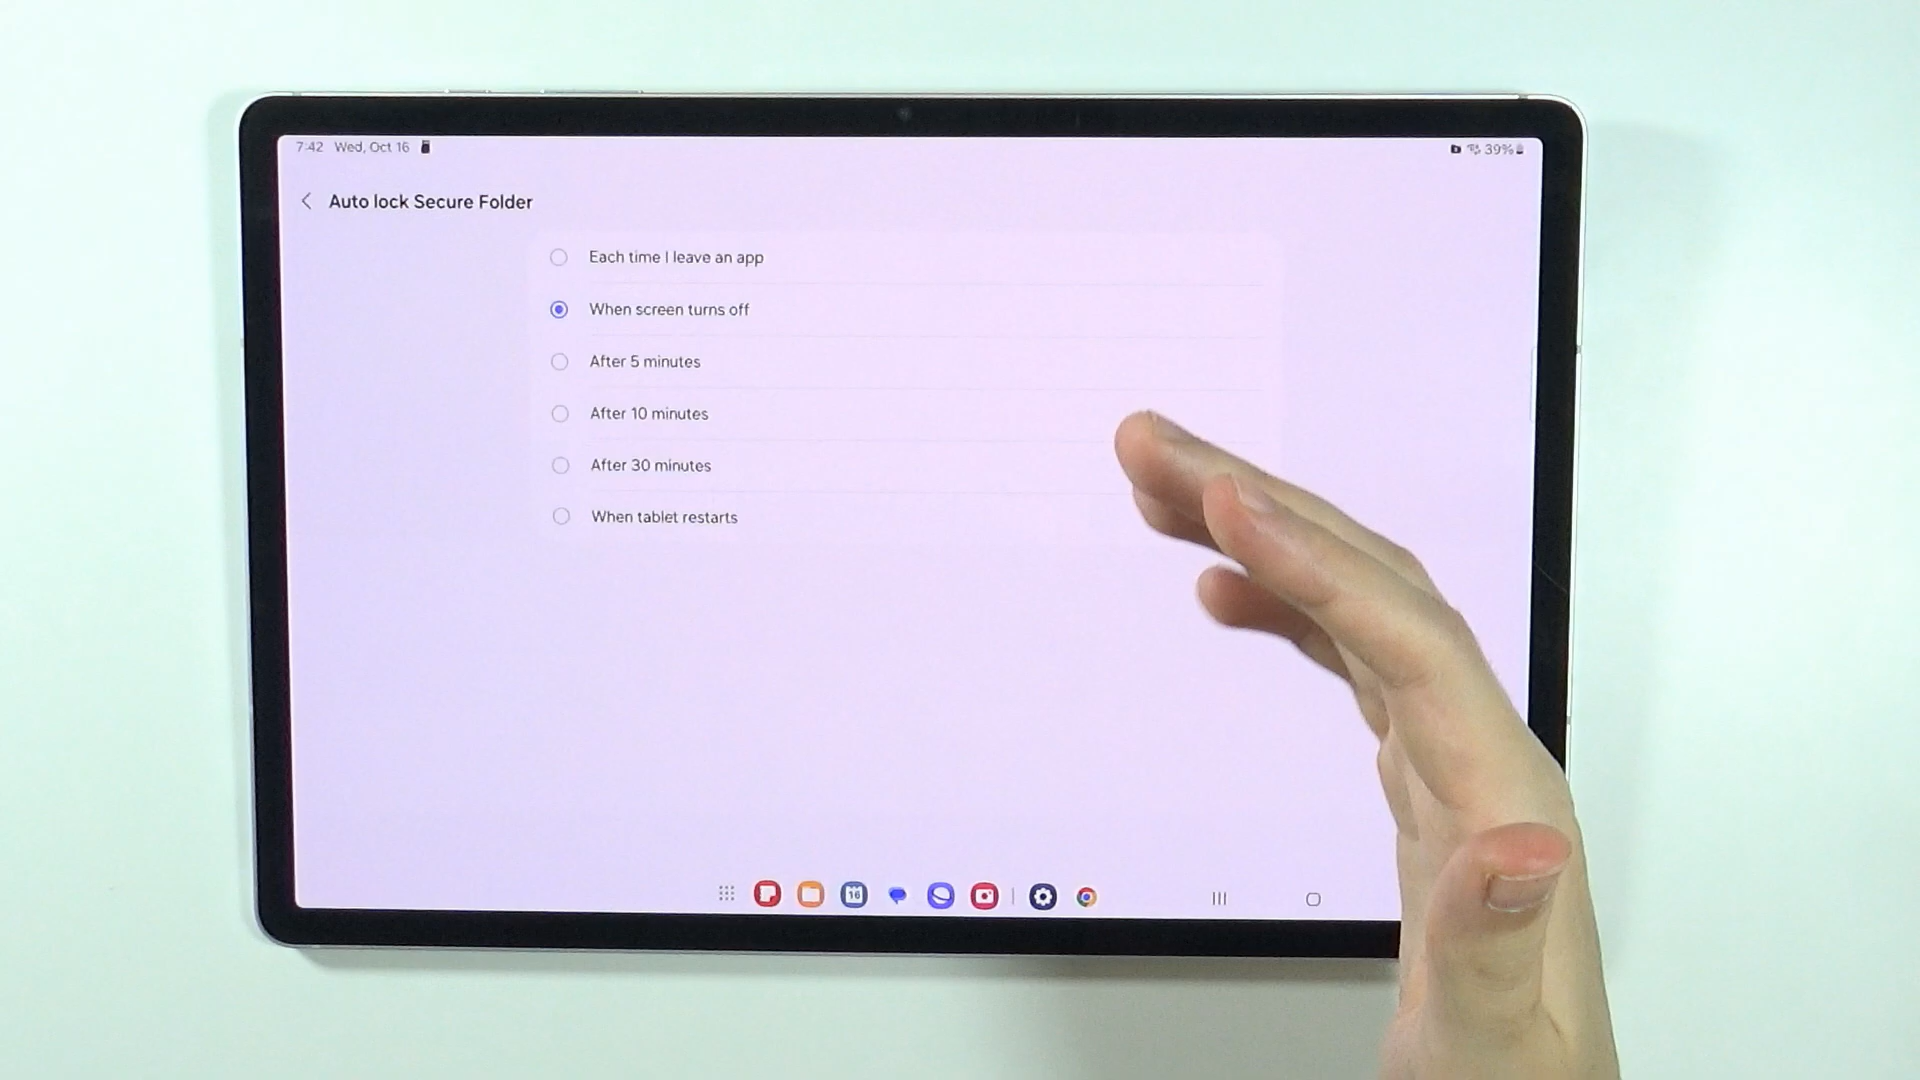 7:42 Wed, Oct 16
39%
Auto lock Secure Folder
Each time I leave an app
When screen turns off
After 5 minutes
After 10 minutes
After 30 minutes
When tablet restarts
16